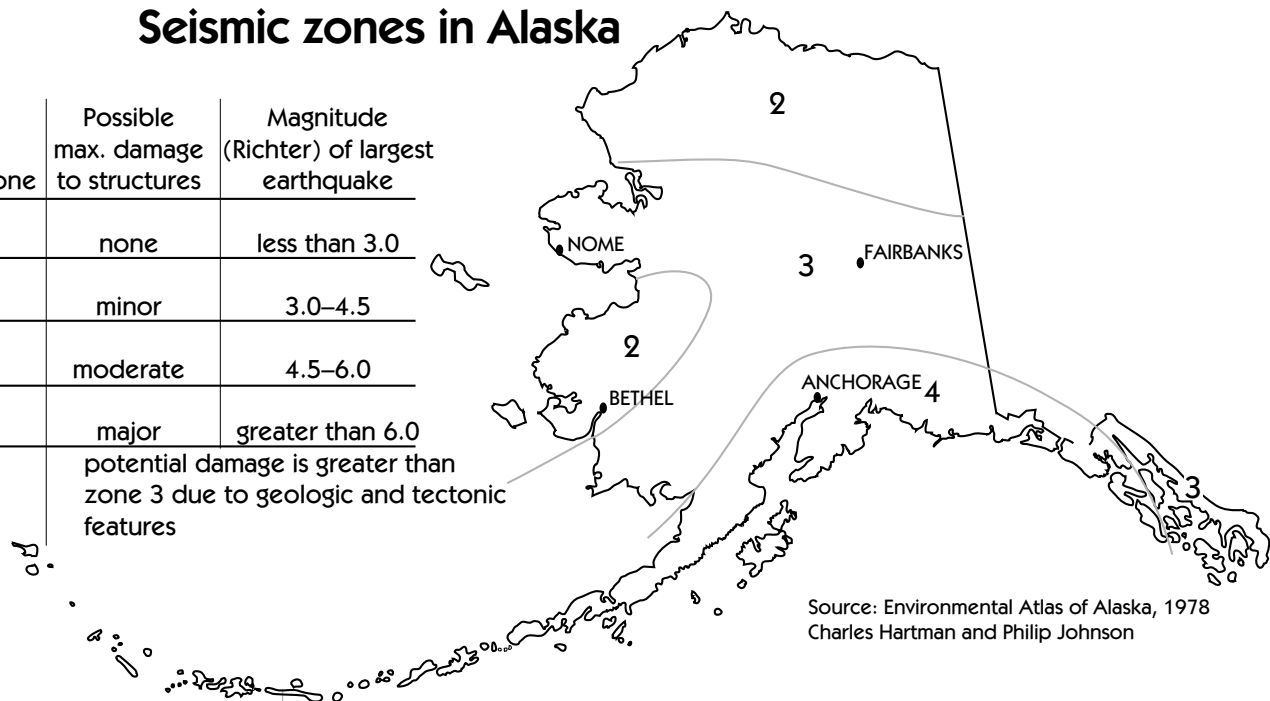 Seismic zones in Alaska
Possible
max. damage
to structures
Magnitude
(Richter) of largest
earthquake
one
none
less than 3.0
minor
3.0–4.5
moderate
4.5–6.0
major
greater than 6.0
potential damage is greater than
zone 3 due to geologic and tectonic
features
2
NOME
3
FAIRBANKS
2
BETHEL
ANCHORAGE
4
3
Source: Environmental Atlas of Alaska, 1978
Charles Hartman and Philip Johnson